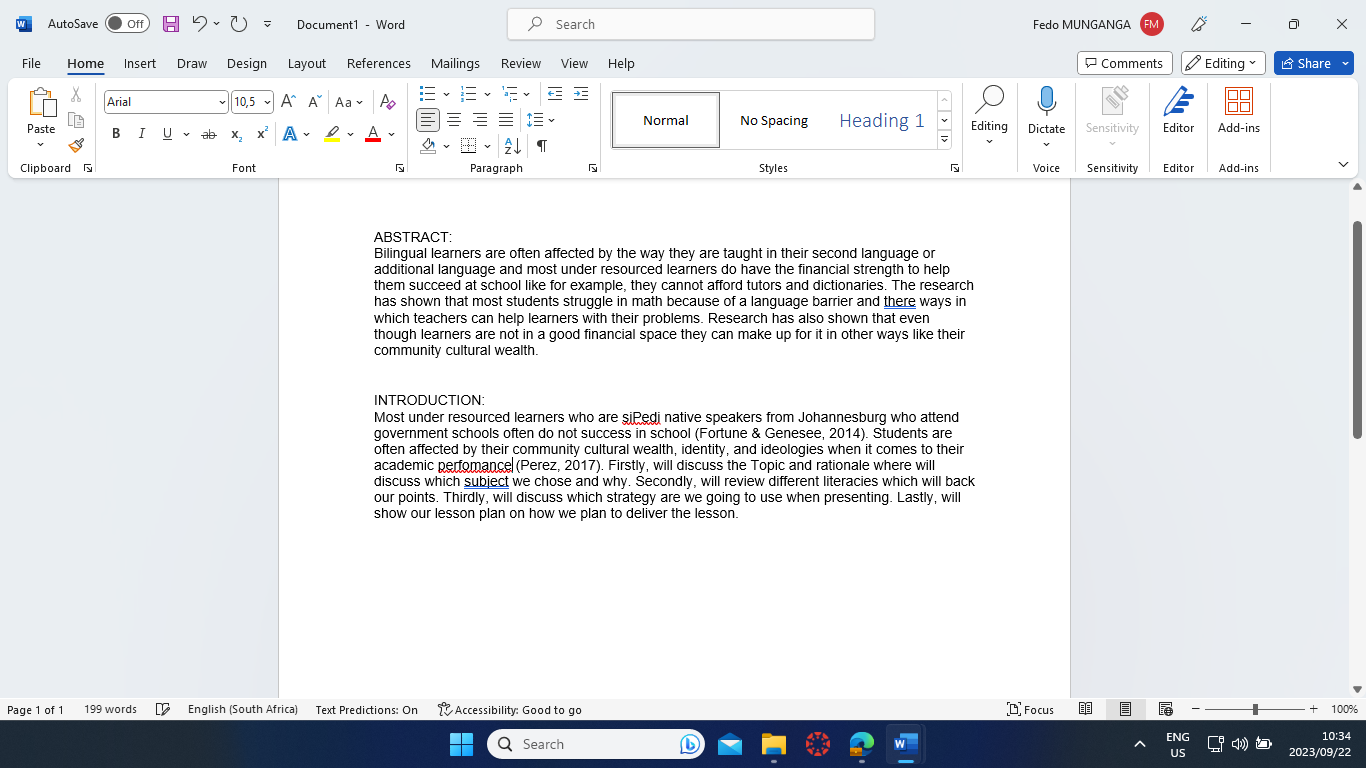 AutoSave Off Document1 - Word Search Fedo MUNGANGA FM
File Home Insert Draw Design Layout References Mailings Review View Help Comments Editing Share
Paste
Clipboard
Arial 10,5
Font
Paragraph
Normal No Spacing Heading 1
Styles
Editing
Dictate
Voice
Sensitivity
Sensitivity
Editor
Editor
Add-ins
Add-ins
ABSTRACT:
Bilingual learners are often affected by the way they are taught in their second language or
additional language and most under resourced learners do have the financial strength to help
them succeed at school like for example, they cannot afford tutors and dictionaries. The research
has shown that most students struggle in math because of a language barrier and there ways in
which teachers can help learners with their problems. Research has also shown that even
though learners are not in a good financial space they can make up for it in other ways like their
community cultural wealth.
INTRODUCTION:
Most under resourced learners who are siPedi native speakers from Johannesburg who attend
government schools often do not success in school (Fortune & Genesee, 2014). Students are
often affected by their community cultural wealth, identity, and ideologies when it comes to their
academic perfomance (Perez, 2017). Firstly, will discuss the Topic and rationale where will
discuss which subject we chose and why. Secondly, will review different literacies which will back
our points. Thirdly, will discuss which strategy are we going to use when presenting. Lastly, will
show our lesson plan on how we plan to deliver the lesson.
Page 1 of 1 199 words English (South Africa) Text Predictions: On Accessibility: Good to go Focus 100%
Search
ENG
US
10:34
2023/09/22